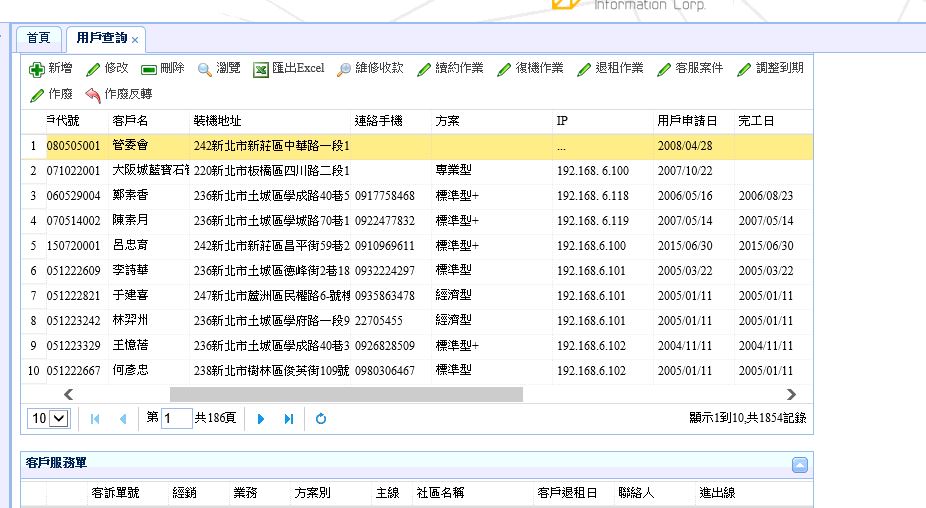 Information Corp.
首頁 用戶查詢 ×
新增 修改 刪除 瀏覽 匯出Excel 維修收款 續約作業 復機作業 退租作業 客服案件 調整到期
作廢 作廢反轉
戶代號 客戶名 裝機地址 連絡手機 方案 IP 用戶申請日 完工日
1 080505001 管委會 242新北市新莊區中華路一段1 ... 2008/04/28
2 071022001 大阪城藍寶石管 220新北市板橋區四川路二段1 專業型 192.168. 6.100 2007/10/22
3 060529004 鄭素香 236新北市土城區學成路40巷5 0917758468 標準型+ 192.168. 6.118 2006/05/16 2006/08/23
4 070514002 陳素月 236新北市土城區學城路70巷1 0922477832 標準型+ 192.168.6.119 2007/05/14 2007/05/14
5 150720001 呂忠育 242新北市新莊區昌平街59巷2 0910969611 標準型+ 192.168.6.100 2015/06/30 2015/06/30
6 051222609 李詩華 236新北市土城區德峰街2巷18 0932224297 標準型 192.168.6.101 2005/03/22 2005/03/22
7 051222821 于建喜 247新北市蘆洲區民權路6-號樓 0935863478 經濟型 192.168.6.101 2005/01/11 2005/01/11
8 051223242 林羿州 236新北市土城區學府路一段9 22705455 經濟型 192.168.6.101 2005/01/11 2005/01/11
9 051223329 王憶蓓 236新北市土城區學成路40巷3 0926828509 標準型+ 192.168.6.102 2004/11/11 2004/11/11
10 051222667 何彥忠 238新北市樹林區俊英街109號 0980306467 標準型 192.168.6.102 2005/01/11 2005/01/11
10 第 1 共186頁 顯示1到10,共1854記錄
客戶服務單
客訴單號 經銷 業務 方案別 主線 社區名稱 客戶退租日 聯絡人 進出線